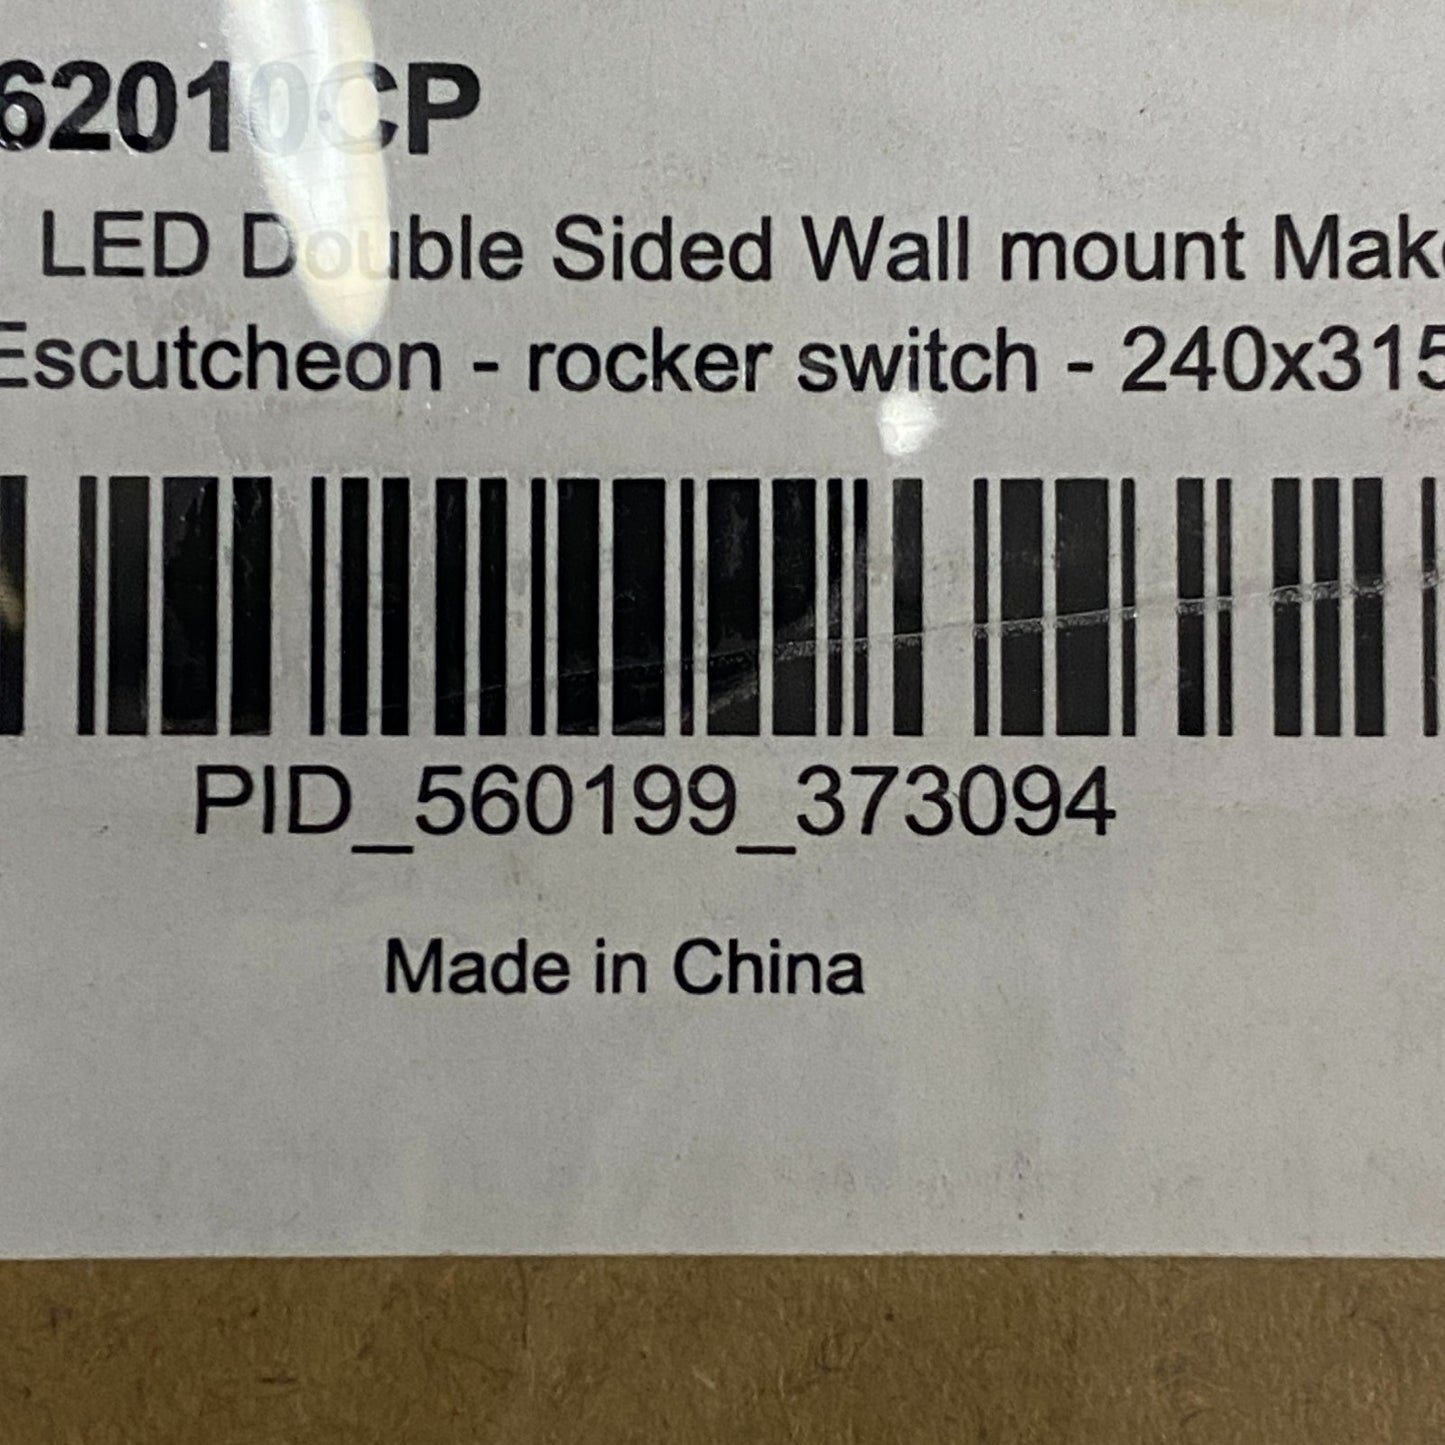 62010CP
LED Double Sided Wall mount Make
Escutcheon - rocker switch - 240x315
PID_560199_373094
Made in China